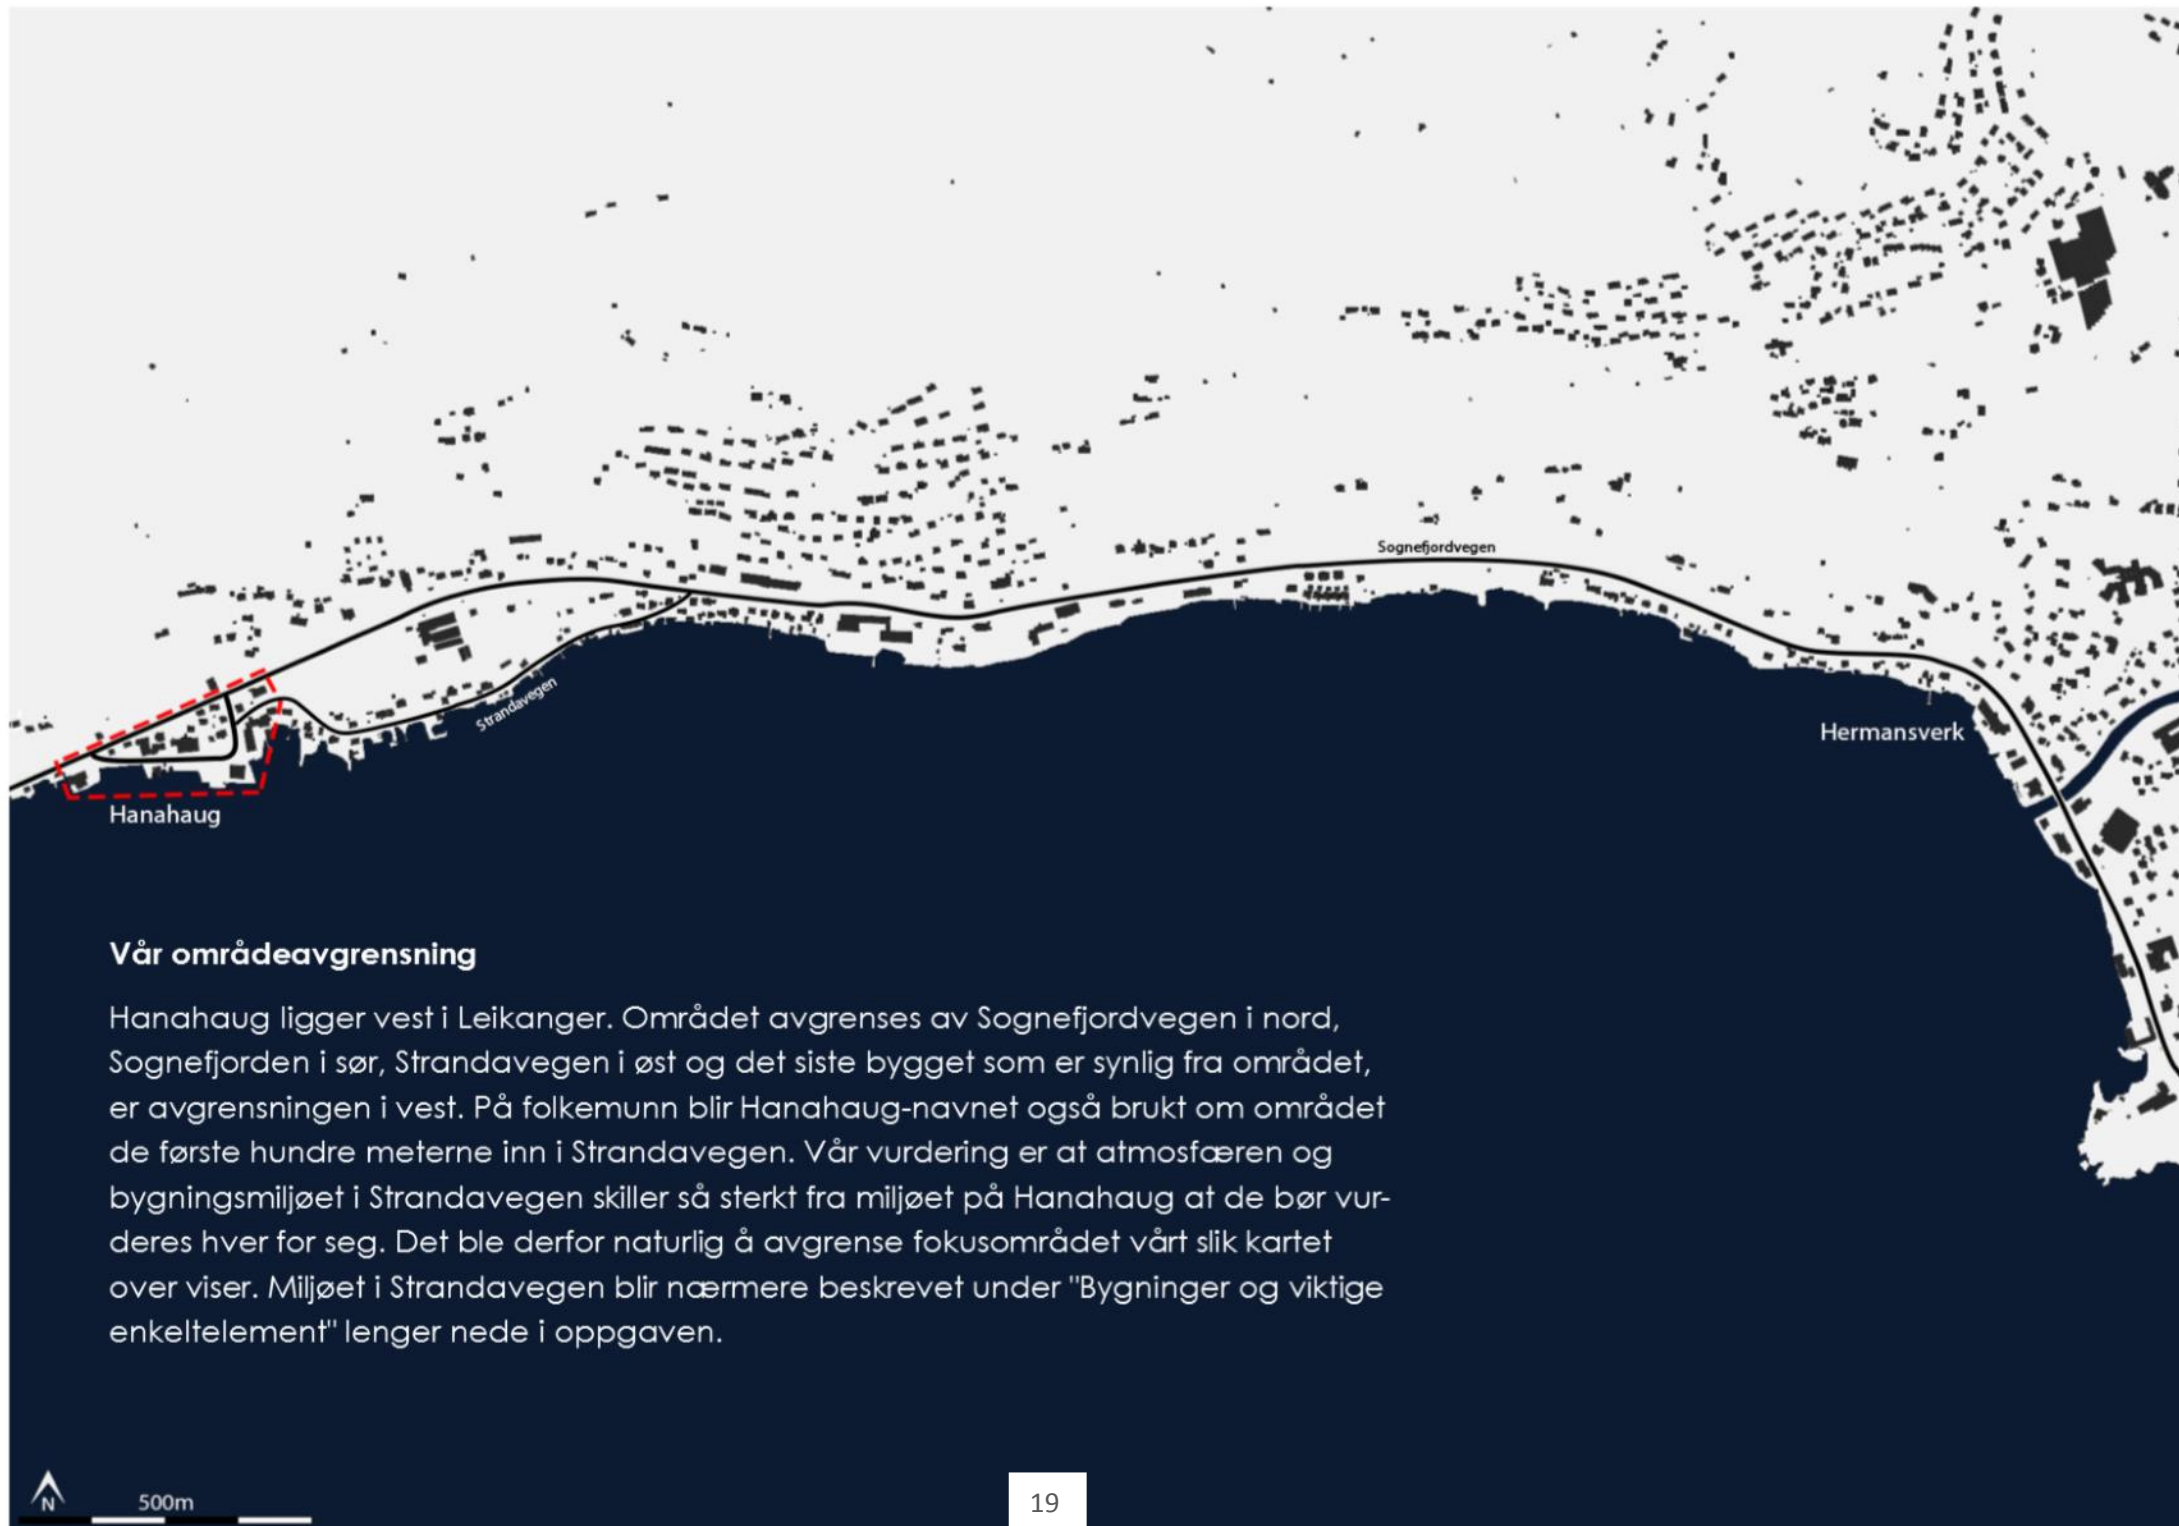 Sognefjordvegen
Strandavegen
Hermansverk
Hanahaug
Vår områdeavgrensning
Hanahaug ligger vest i Leikanger. Området avgrenses av Sognefjordvegen i nord,
Sognefjorden i sør, Strandavegen i øst og det siste bygget som er synlig fra området,
er avgrensningen i vest. På folkemunn blir Hanahaug-navnet også brukt om området
de første hundre meterne inn i Strandavegen. Vår vurdering er at atmosfæren og
bygningsmiljøet i Strandavegen skiller så sterkt fra miljøet på Hanahaug at de bør vur-
deres hver for seg. Det ble derfor naturlig å avgrense fokusområdet vårt slik kartet
over viser. Miljøet i Strandavegen blir nærmere beskrevet under "Bygninger og viktige
enkeltelement" lenger nede i oppgaven.
N
500m
19